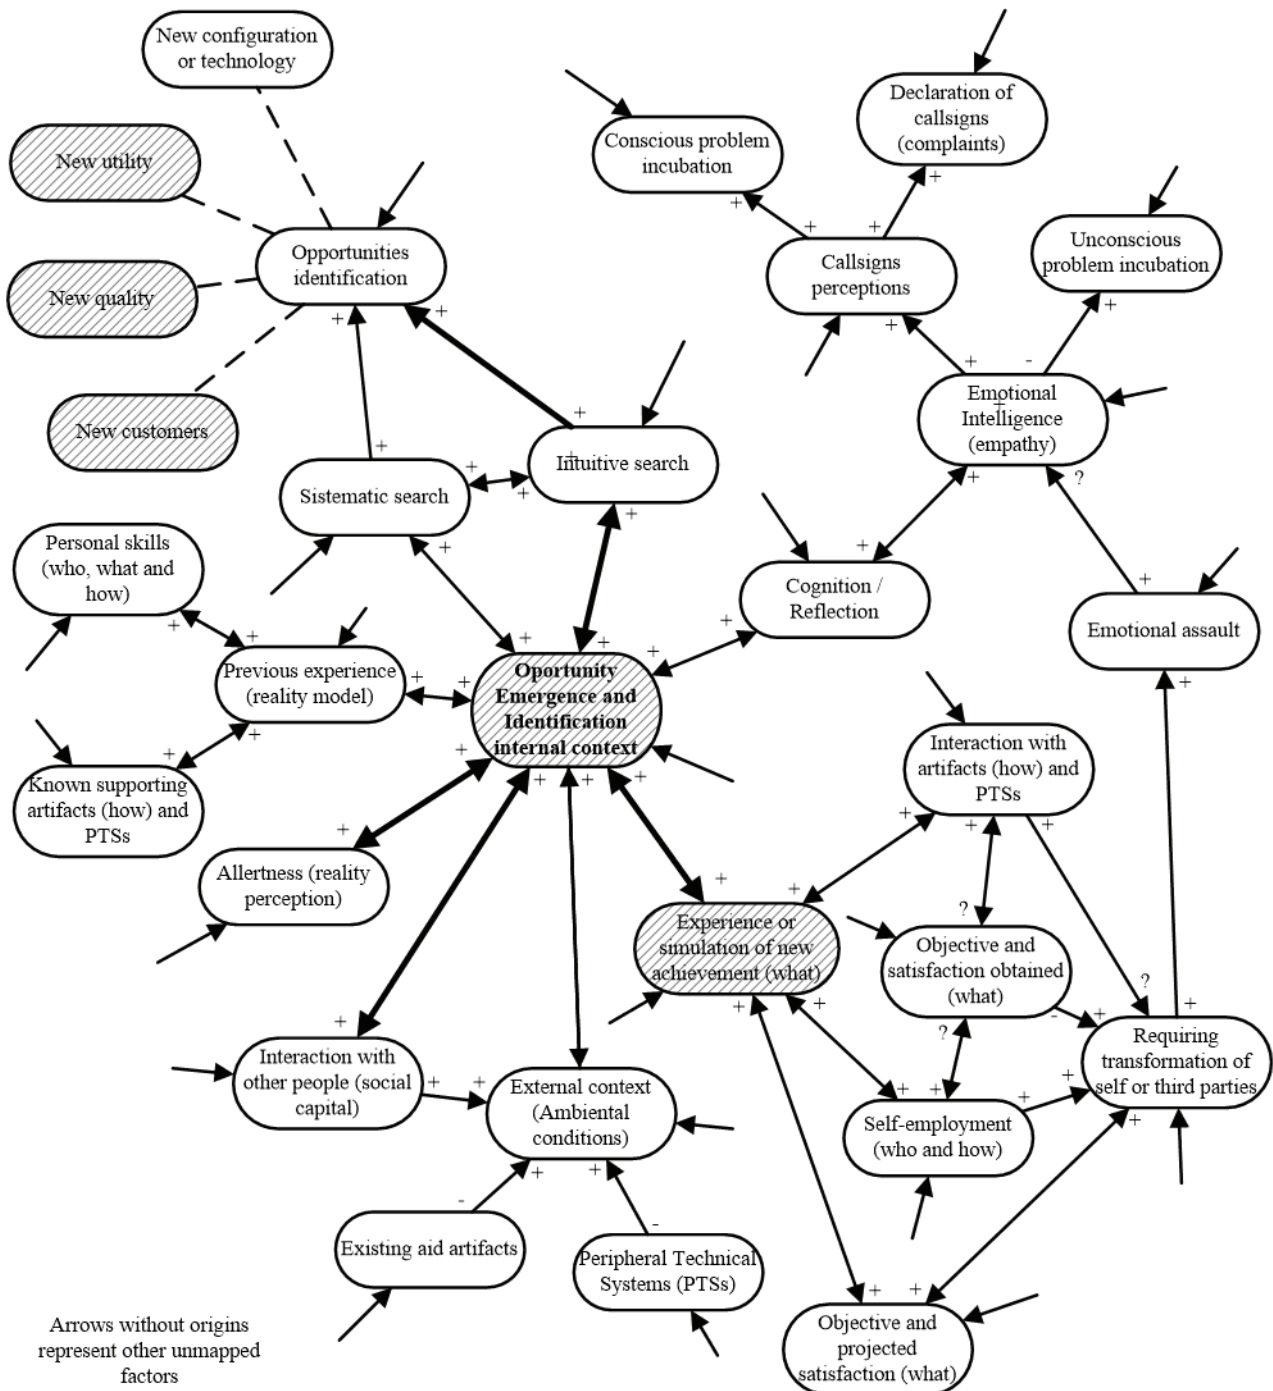 New configuration
or technology
New utility
New quality
New customers
Opportunities
identification
Conscious problem
incubation
Declaration of
callsigns
(complaints)
Callsigns
perceptions
Unconscious
problem incubation
Emotional
Intelligence
(empathy)
Intuitive search
Sistematic search
Personal skills
(who, what and
how)
Previous experience
(reality model)
Known supporting
artifacts (how) and
PTSs
Cognition /
Reflection
Emotional assault
Oportunity
Emergence and
Identification
internal context
Interaction with
artifacts (how) and
PTSs
Allertness (reality
perception)
Experience or
simulation of new
achievement (what)
Objective and
satisfaction obtained
(what)
Requiring
transformation of
self or third parties
Interaction with
other people (social
capital)
External context
(Ambiental
conditions)
Self-employment
(who and how)
Existing aid artifacts
Peripheral Technical
Systems (PTSs)
Objective and
projected
satisfaction (what)
Arrows without origins
represent other unmapped
factors